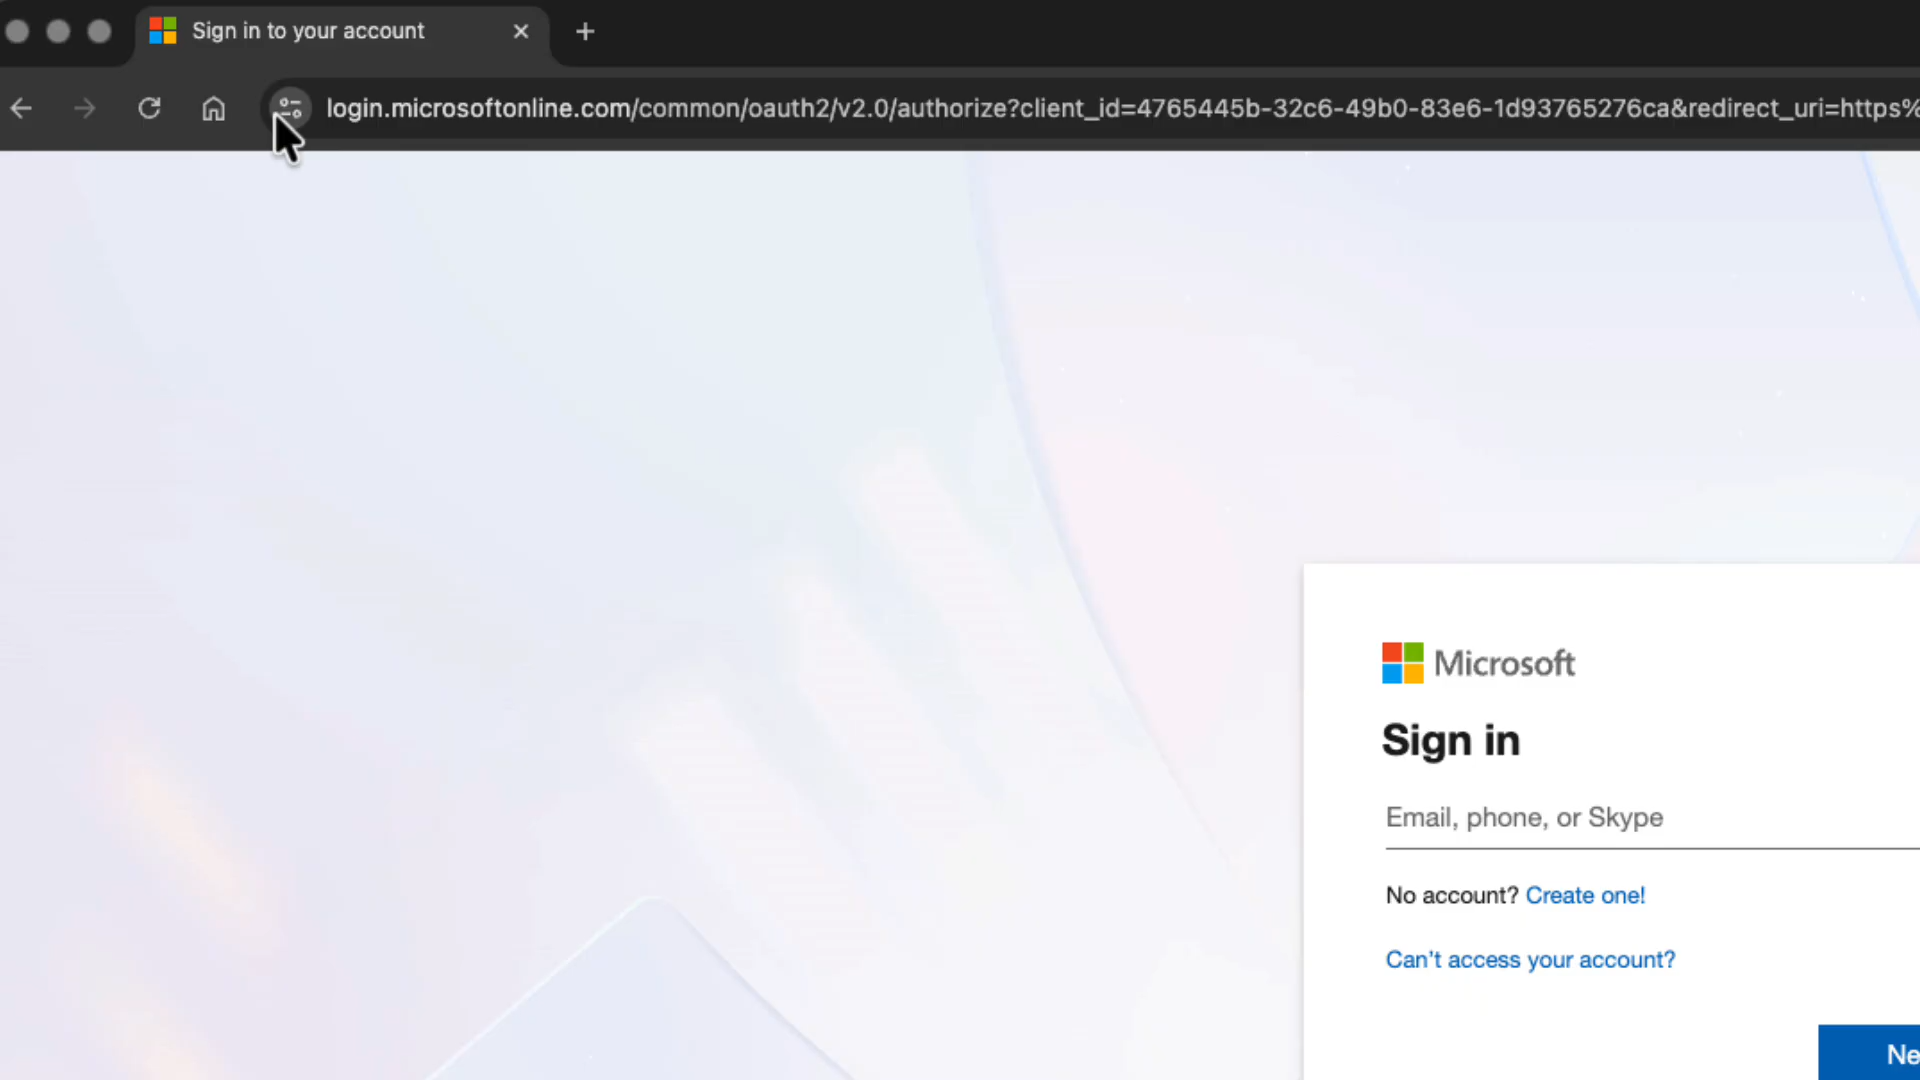 Sign in to your account
login.microsoftonline.com/common/oauth2/v2.0/authorize?client_id=4765445b-32c6-49b0-83e6-1d93765276ca&redirect_uri=https%
Microsoft
Sign in
Email, phone, or Skype
No account? Create one!
Can't access your account?
Ne